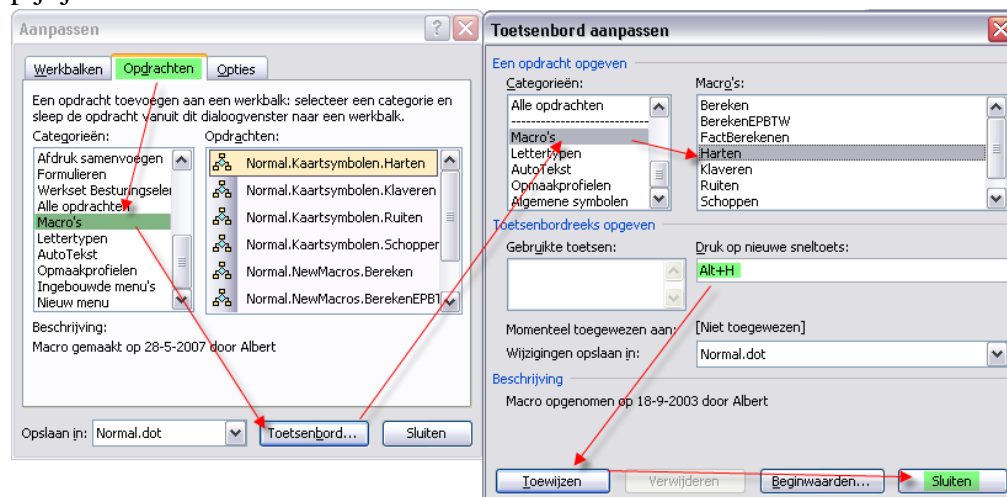 Aanpassen
Werkbalken Opdrachten Opties
Een opdracht toevoegen aan een werkbalk: selecteer een categorie en
sleep de opdracht vanuit dit dialoogvenster naar een werkbalk.
Categorieën: Opdrachten:
Afdruk samenvoegen
Formulieren
Werkset Besturingselei
Alle opdrachten
Macro's
Lettertypen
AutoTekst
Opmaakprofielen
Ingebouwde menu's
Nieuw menu
Normal.Kaartsymbolen.Harten
Normal.Kaartsymbolen.Klaveren
Normal.Kaartsymbolen.Ruiten
Normal.Kaartsymbolen.Schopper
Normal.NewMacros.Bereken
Normal.NewMacros.BerekenEPBT
Beschrijving:
Macro gemaakt op 28-5-2007 door Albert
Opslaan in: Normal.dot Toetsenbord... Sluiten
Toetsenbord aanpassen
Een opdracht opgeven
Categorieën: Macro's:
Alle opdrachten
Macro's
Lettertypen
AutoTekst
Opmaakprofielen
Algemene symbolen
Bereken
BerekenEPBTW
FactBerekenen
Harten
Klaveren
Ruiten
Schoppen
Toetsenbordreeks opgeven
Gebruikte toetsen: Druk op nieuwe sneltoets:
Alt+H
Momenteel toegewezen aan: [Niet toegewezen]
Wijzigingen opslaan in: Normal.dot
Beschrijving
Macro opgenomen op 18-9-2003 door Albert
Toewijzen Verwijderen Beginwaarden... Sluiten